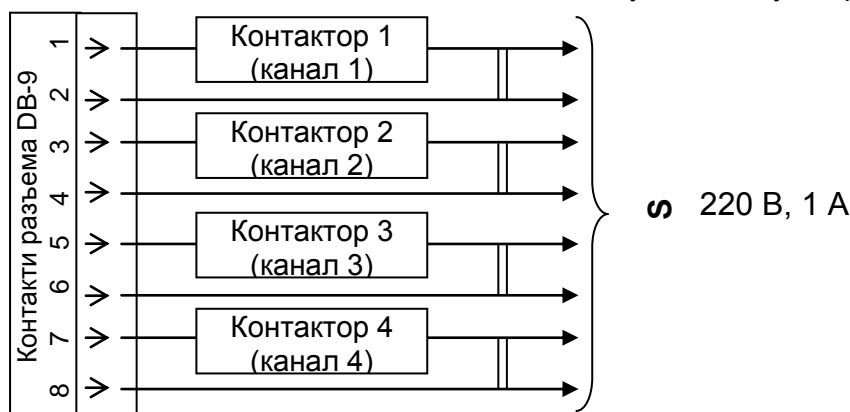 Контакти разъема DB-9
1
Контактор 1
(канал 1)
2
3
Контактор 2
(канал 2)
4
5
Контактор 3
(канал 3)
6
7
Контактор 4
(канал 4)
8
s 220 В, 1 А